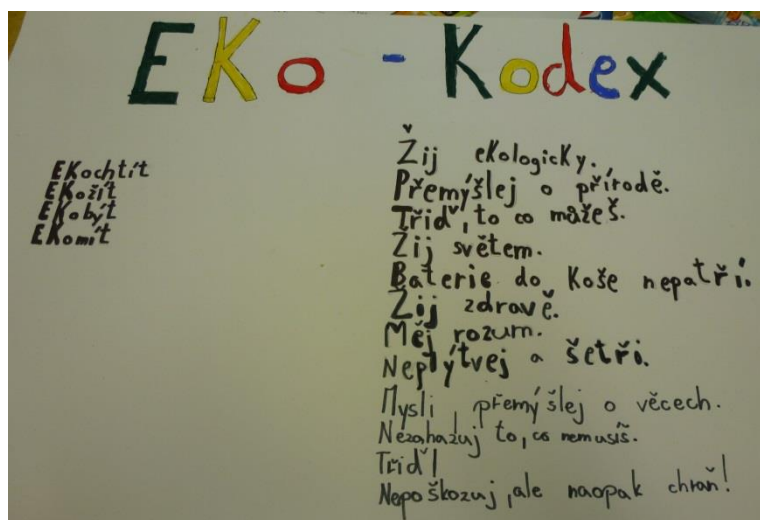 EKo - Kodex
EKochtít
EKožít
EKobýt
EKomít
Žij ekologicky.
Přemýšlej o přírodě.
Třiď, to co můžeš.
Žij světem.
Baterie do koše nepatří.
Žij zdravě.
Měj rozum.
Neplýtvej a šetři.
Mysli, přemýšlej o věcech.
Nezahazuj to, co nemusíš.
Třiď!
Nepoškozuj, ale naopak chraň!